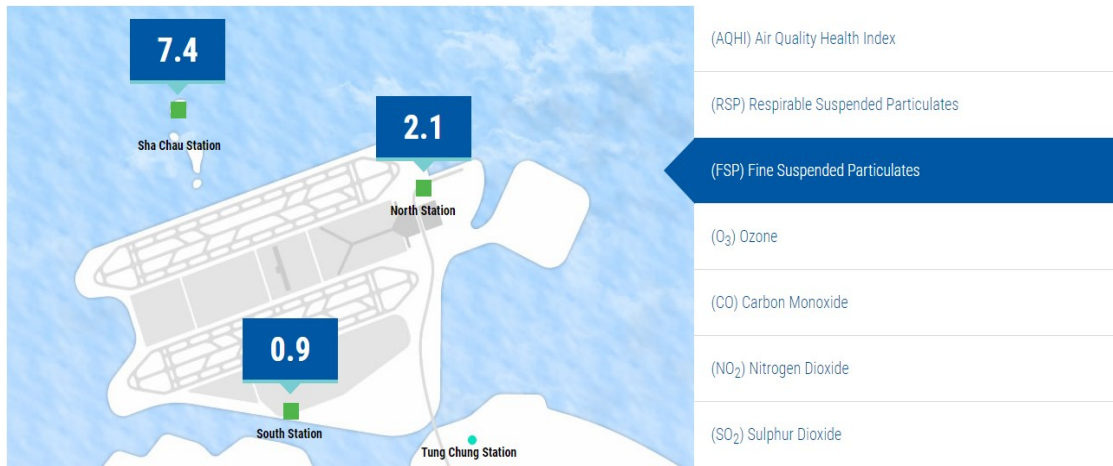 7.4
Sha Chau Station
2.1
North Station
0.9
South Station
Tung Chung Station
(AQHI) Air Quality Health Index
(RSP) Respirable Suspended Particulates
(FSP) Fine Suspended Particulates
(O₃) Ozone
(CO) Carbon Monoxide
(NO₂) Nitrogen Dioxide
(SO₂) Sulphur Dioxide